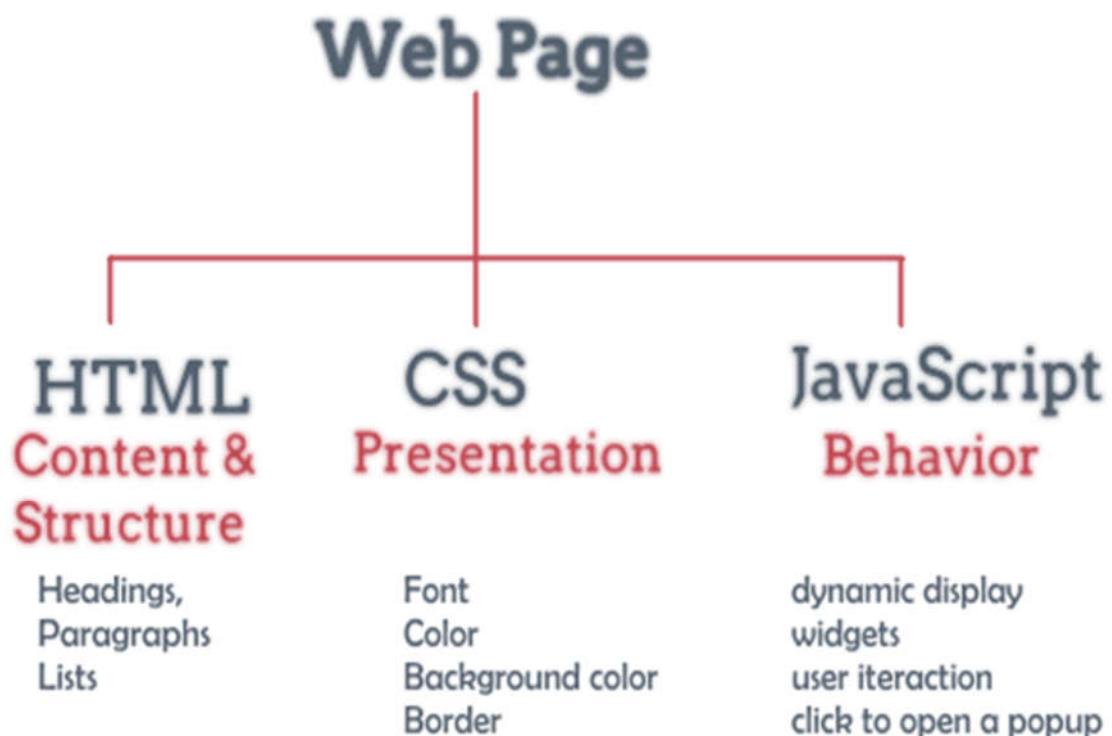 Web Page
HTML
Content &
Structure
Headings,
Paragraphs
Lists
CSS
Presentation
Font
Color
Background color
Border
JavaScript
Behavior
dynamic display
widgets
user iteraction
click to open a popup